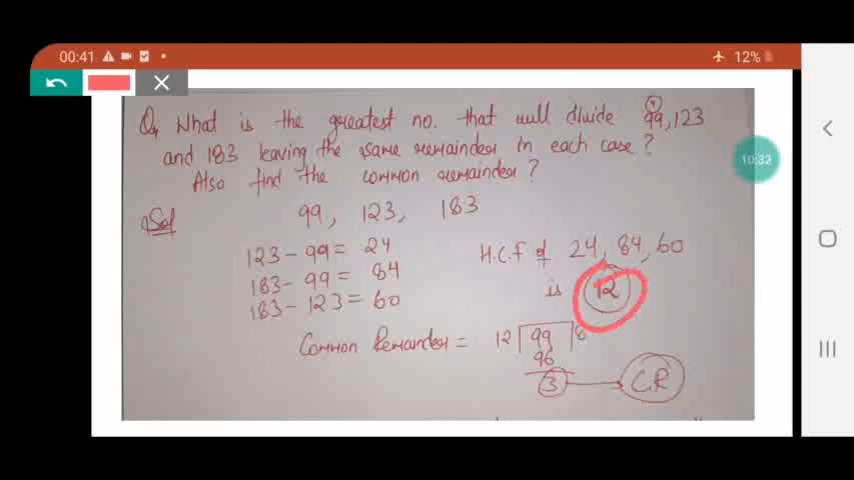 00:41
12%
10:32
Q. What is the greatest no. that will divide 99, 123
and 183 leaving the same remainder in each case?
Also find the common remainder?
Sol
99, 123, 183
123 - 99 = 24
183 - 99 = 84
183 - 123 = 60
H.C.F of 24, 84, 60
is 12
Common Remainder = 12 99 8
96
3 C.R